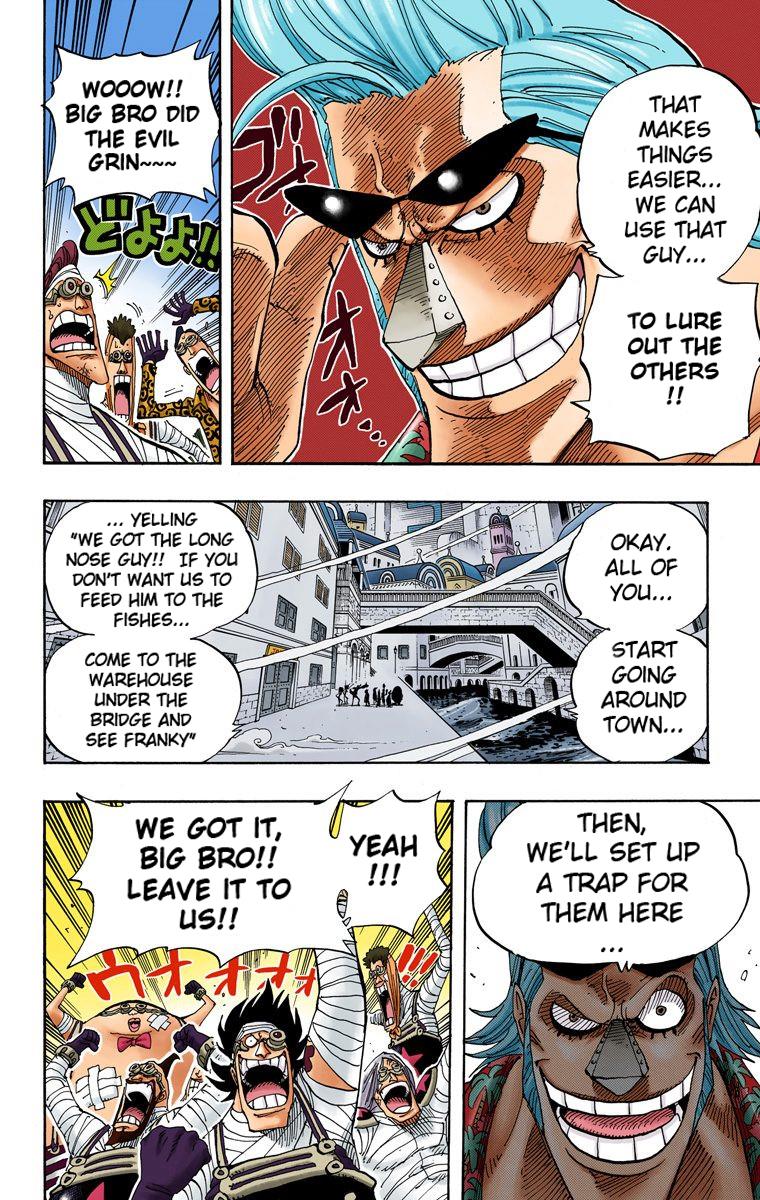 THAT
MAKES
THINGS
EASIER...
WE CAN
USE THAT
GUY...
TO LURE
OUT THE
OTHERS
!!
ゴゴ
オオ...
WOOOW!!
BIG BRO DID
THE EVIL
GRIN~~~
どよよ!!
OKAY.
ALL OF
YOU...
START
GOING
AROUND
TOWN...
... YELLING
"WE GOT THE LONG
NOSE GUY!! IF YOU
DON'T WANT US TO
FEED HIM TO THE
FISHES...
COME TO THE
WAREHOUSE
UNDER THE
BRIDGE AND
SEE FRANKY"
THEN,
WE'LL SET UP
A TRAP FOR
THEM HERE
...
YEAH
!!!
WE GOT IT,
BIG BRO!!
LEAVE IT TO
US!!
ウオオオオ!!